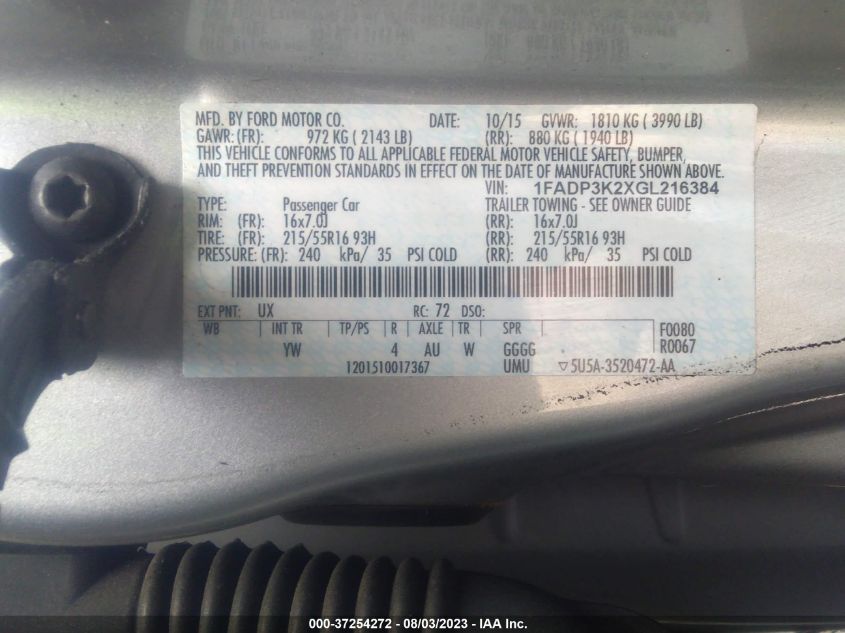 MFD. BY FORD MOTOR CO. DATE: 10/15 GVWR: 1810 KG ( 3990 LB)
GAWR: (FR): 972 KG ( 2143 LB) (RR): 880 KG ( 1940 LB)
THIS VEHICLE CONFORMS TO ALL APPLICABLE FEDERAL MOTOR VEHICLE SAFETY, BUMPER,
AND THEFT PREVENTION STANDARDS IN EFFECT ON THE DATE OF MANUFACTURE SHOWN ABOVE.
VIN: 1FADP3K2XGL216384
TYPE: Passenger Car TRAILER TOWING - SEE OWNER GUIDE
RIM: (FR): 16x7.0J (RR): 16x7.0J
TIRE: (FR): 215/55R16 93H (RR): 215/55R16 93H
PRESSURE: (FR): 240 kPa/ 35 PSI COLD (RR): 240 kPa/ 35 PSI COLD
EXT PNT: UX RC: 72 DSO:
WB INT TR TP/PS R AXLE TR SPR F0080
YW 4 AU W GGGG R0067
1201510017367 UMU ▽5U5A-3520472-AA
000-37254272 - 08/03/2023 - IAA Inc.